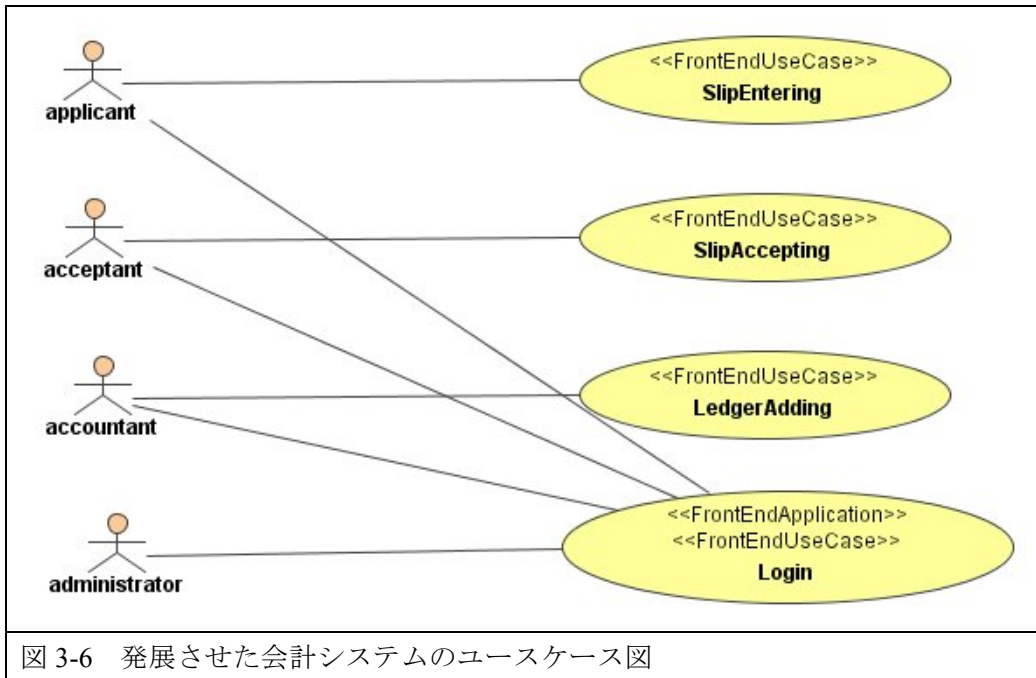 <<FrontEndUseCase>>
SlipEntering
applicant
<<FrontEndUseCase>>
SlipAccepting
acceptant
<<FrontEndUseCase>>
LedgerAdding
accountant
<<FrontEndApplication>>
<<FrontEndUseCase>>
Login
administrator
図 3-6　発展させた会計システムのユースケース図